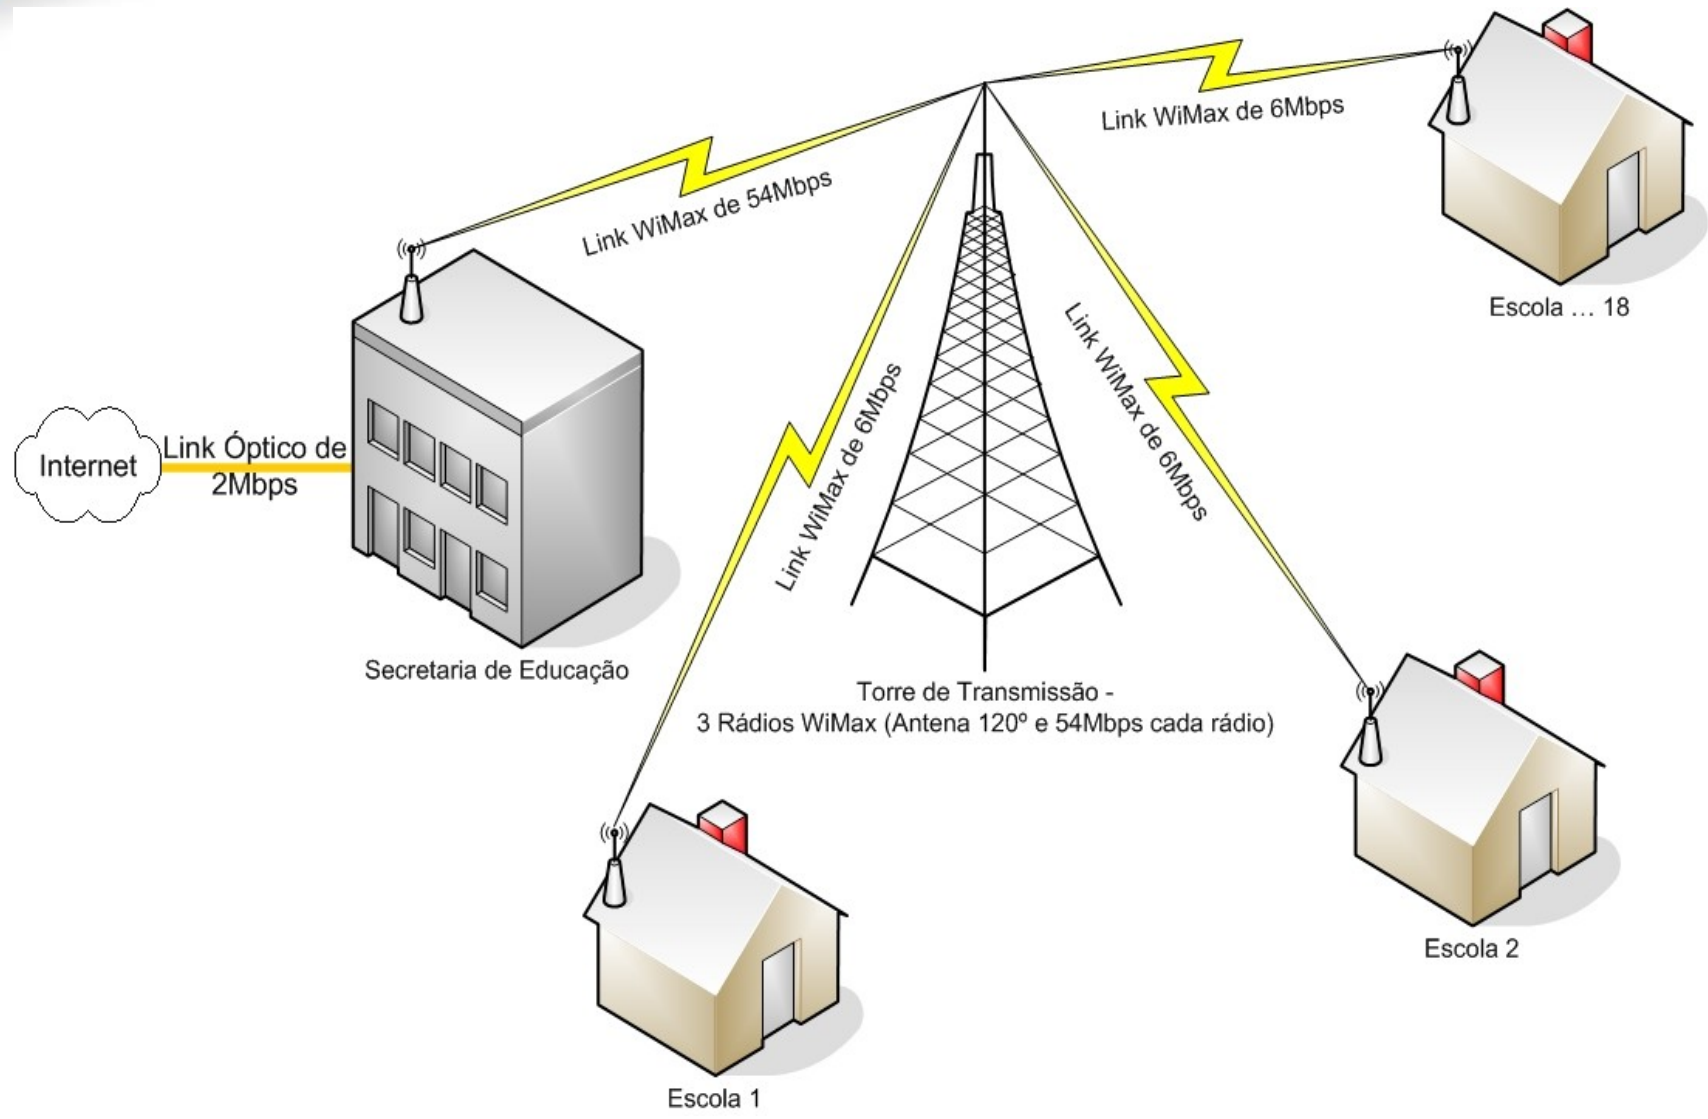 Link WiMax de 6Mbps
Link WiMax de 54Mbps
Escola ... 18
Link WiMax de 6Mbps
Link WiMax de 6Mbps
Internet
Link Óptico de
2Mbps
Secretaria de Educação
Torre de Transmissão -
3 Rádios WiMax (Antena 120º e 54Mbps cada rádio)
Escola 2
Escola 1